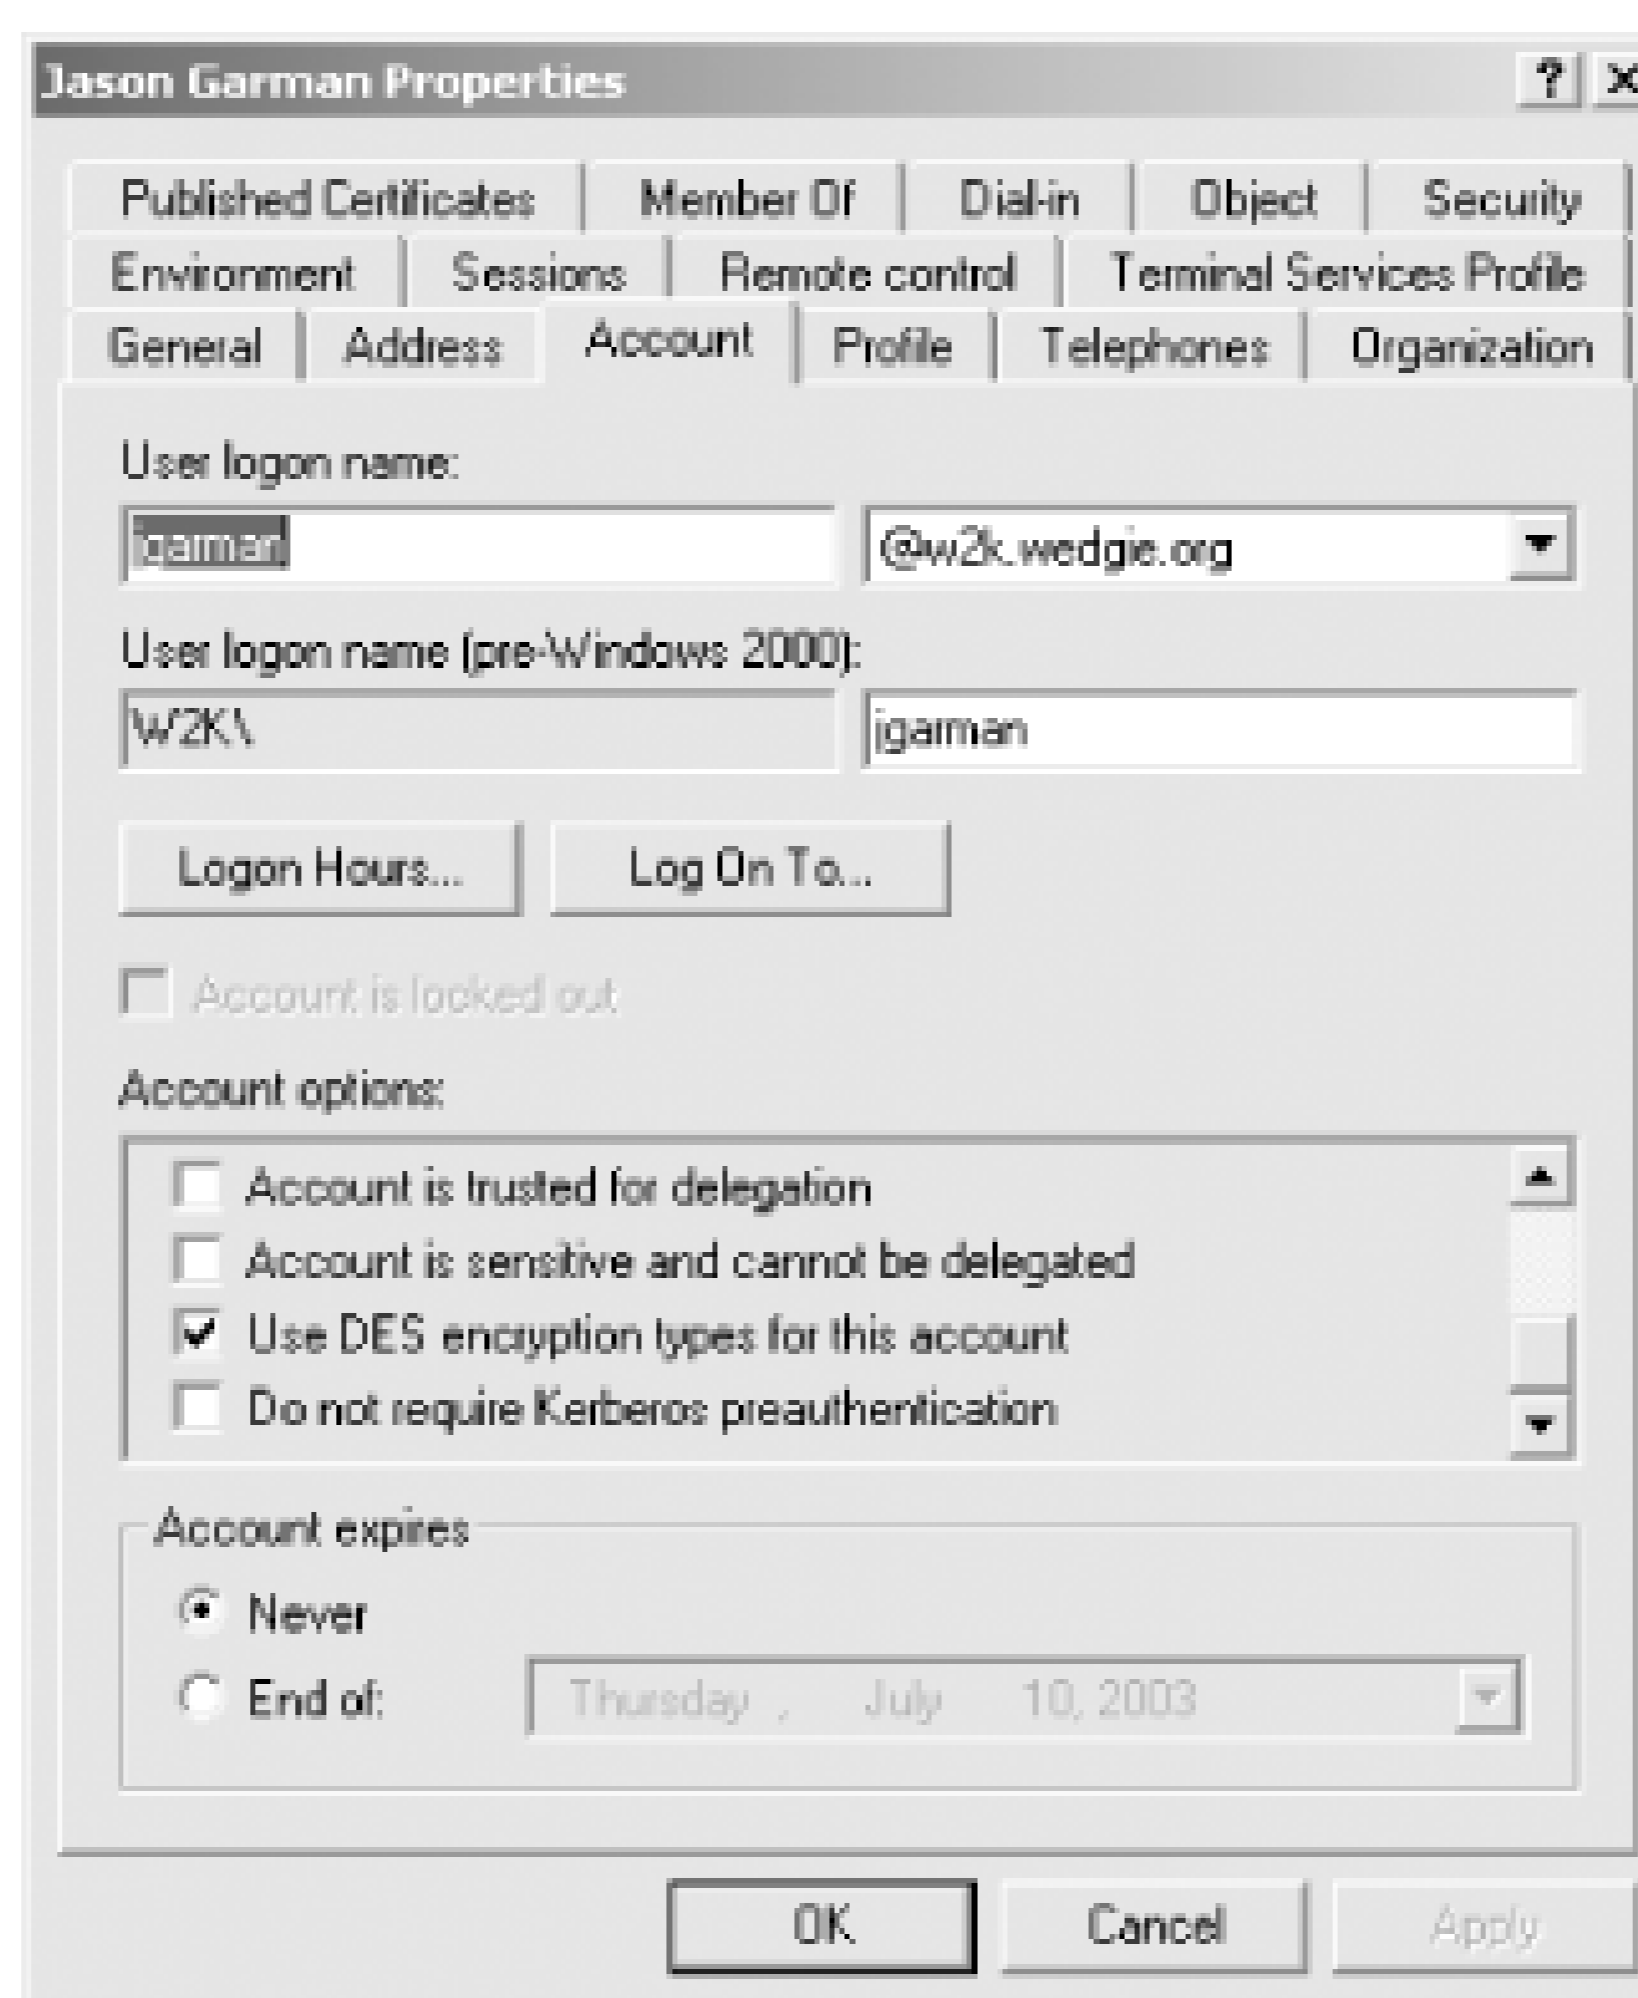 Jason Garman Properties ? X
Published Certificates Member Of Dial-in Object Security
Environment Sessions Remote control Terminal Services Profile
General Address Account Profile Telephones Organization
User logon name:
jgarman @w2k.wedgie.org
User logon name (pre-Windows 2000):
W2K\ jgarman
Logon Hours... Log On To...
Account is locked out
Account options:
Account is trusted for delegation
Account is sensitive and cannot be delegated
Use DES encryption types for this account
Do not require Kerberos preauthentication
Account expires
Never
End of: Thursday , July 10, 2003
OK Cancel Apply